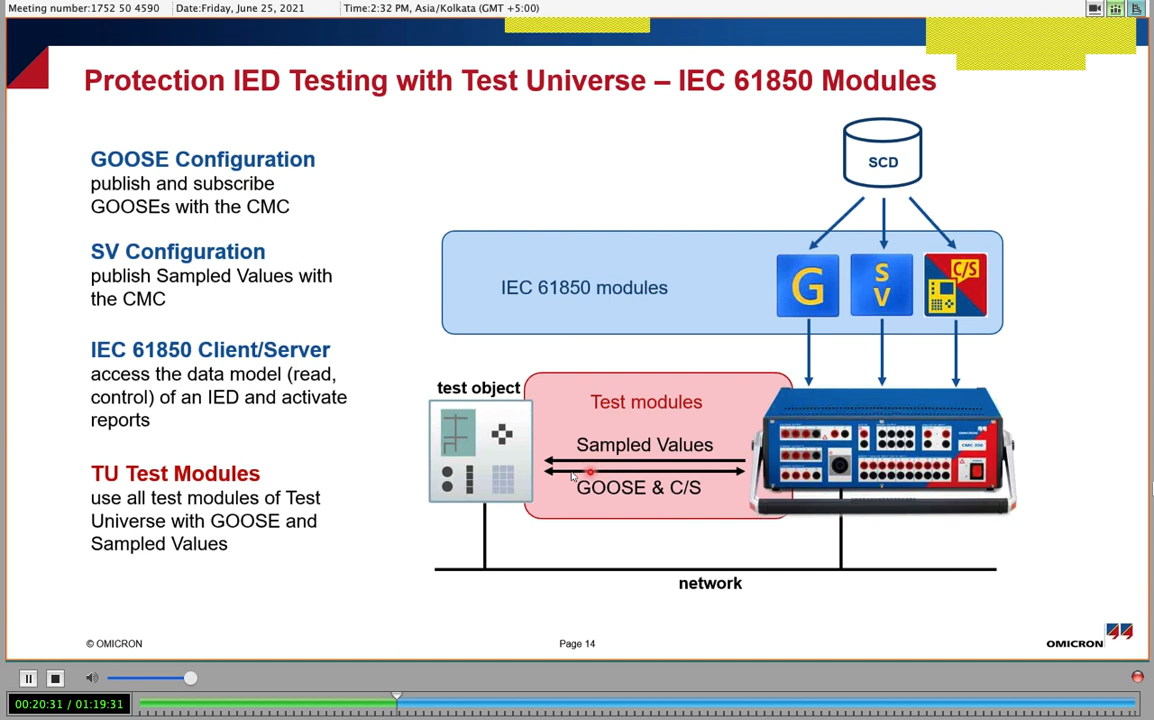 Meeting number:1752 50 4590 Date:Friday, June 25, 2021 Time:2:32 PM, Asia/Kolkata (GMT +5:00)
Protection IED Testing with Test Universe – IEC 61850 Modules
GOOSE Configuration
publish and subscribe
GOOSEs with the CMC
SV Configuration
publish Sampled Values with
the CMC
IEC 61850 Client/Server
access the data model (read,
control) of an IED and activate
reports
TU Test Modules
use all test modules of Test
Universe with GOOSE and
Sampled Values
SCD
IEC 61850 modules
G
S
V
C/S
test object
Test modules
Sampled Values
GOOSE & C/S
network
© OMICRON
Page 14
OMICRON
00:20:31 / 01:19:31